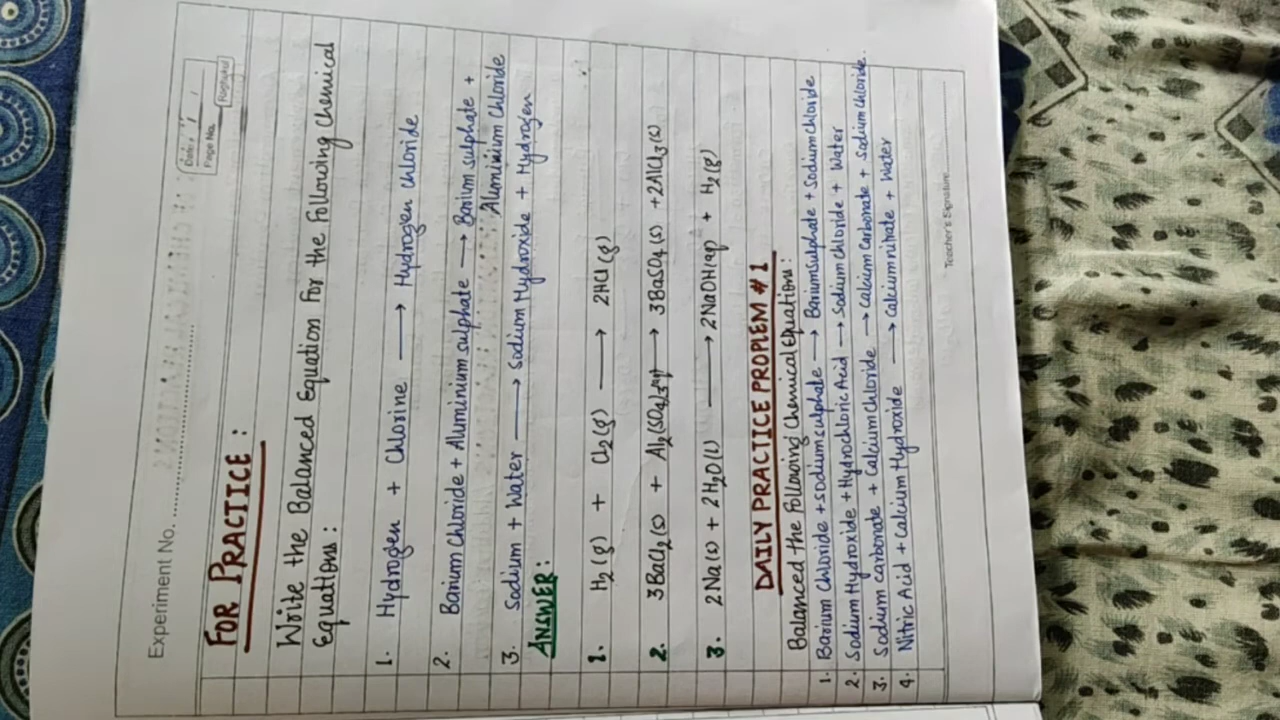 Experiment No.
Date: / /
Page No.
FOR PRACTICE :
Write the Balanced Equation For the Following Chemical
Equations :
1. Hydrogen + Chlorine ⟶ Hydrogen Chloride
2. Barium Chloride + Aluminium sulphate ⟶ Barium sulphate +
Aluminium Chloride
3. Sodium + Water ⟶ Sodium Hydroxide + Hydrogen
ANSWER :
1. H₂(g) + Cl₂(g) ⟶ 2HCl(g)
2. 3BaCl₂(s) + Al₂(SO₄)₃(aq) ⟶ 3BaSO₄(s) + 2AlCl₃(s)
3. 2Na(s) + 2H₂O(l) ⟶ 2NaOH(aq) + H₂(g)
DAILY PRACTICE PROPLEM # 1
Balanced the Following Chemical Equations :
1. Barium Chloride + sodium sulphate ⟶ Barium sulphate + Sodium chloride
2. Sodium Hydroxide + Hydrochloric Acid ⟶ Sodium chloride + Water
3. Sodium carbonate + Calcium Chloride ⟶ calcium carbonate + sodium chloride.
4. Nitric Acid + Calcium Hydroxide ⟶ calcium nitrate + Water
Teacher's Signature